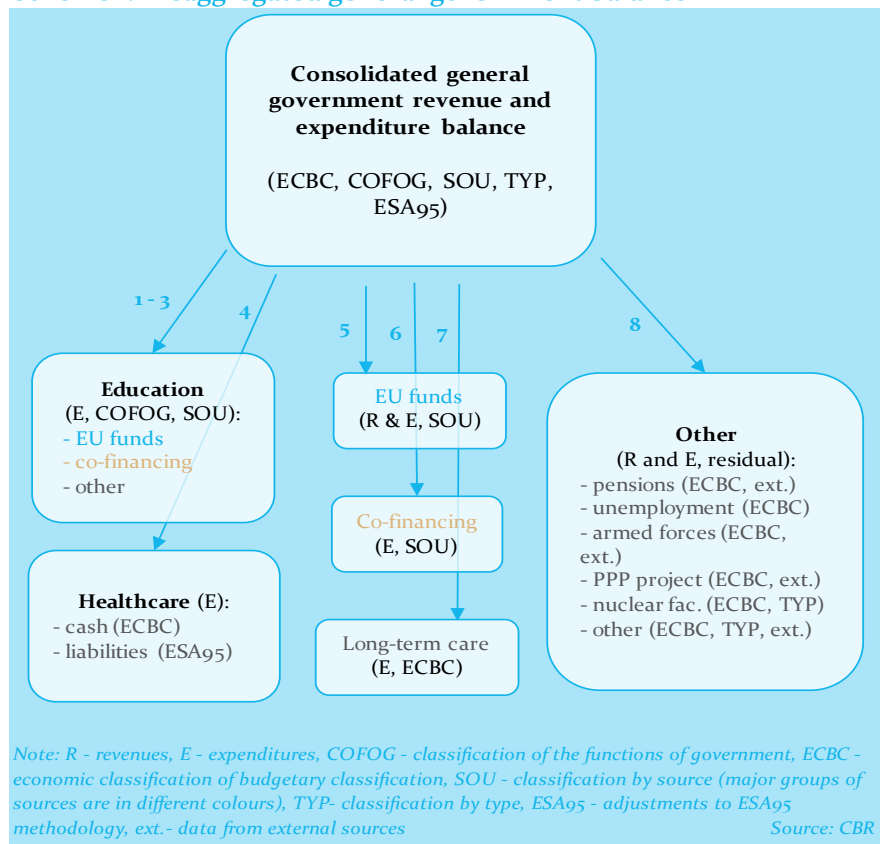 Consolidated general
government revenue and
expenditure balance
(ECBC, COFOG, SOU, TYP,
ESA95)
1 - 3
4
5
6
7
8
Education
(E, COFOG, SOU):
- EU funds
- co-financing
- other
EU funds
(R & E, SOU)
Other
(R and E, residual):
- pensions (ECBC, ext.)
- unemployment (ECBC)
- armed forces (ECBC,
ext.)
- PPP project (ECBC, ext.)
- nuclear fac. (ECBC, TYP)
- other (ECBC, TYP, ext.)
Co-financing
(E, SOU)
Healthcare (E):
- cash (ECBC)
- liabilities (ESA95)
Long-term care
(E, ECBC)
Note: R - revenues, E - expenditures, COFOG - classification of the functions of government, ECBC -
economic classification of budgetary classification, SOU - classification by source (major groups of
sources are in different colours), TYP- classification by type, ESA95 - adjustments to ESA95
methodology, ext.- data from external sources
Source: CBR